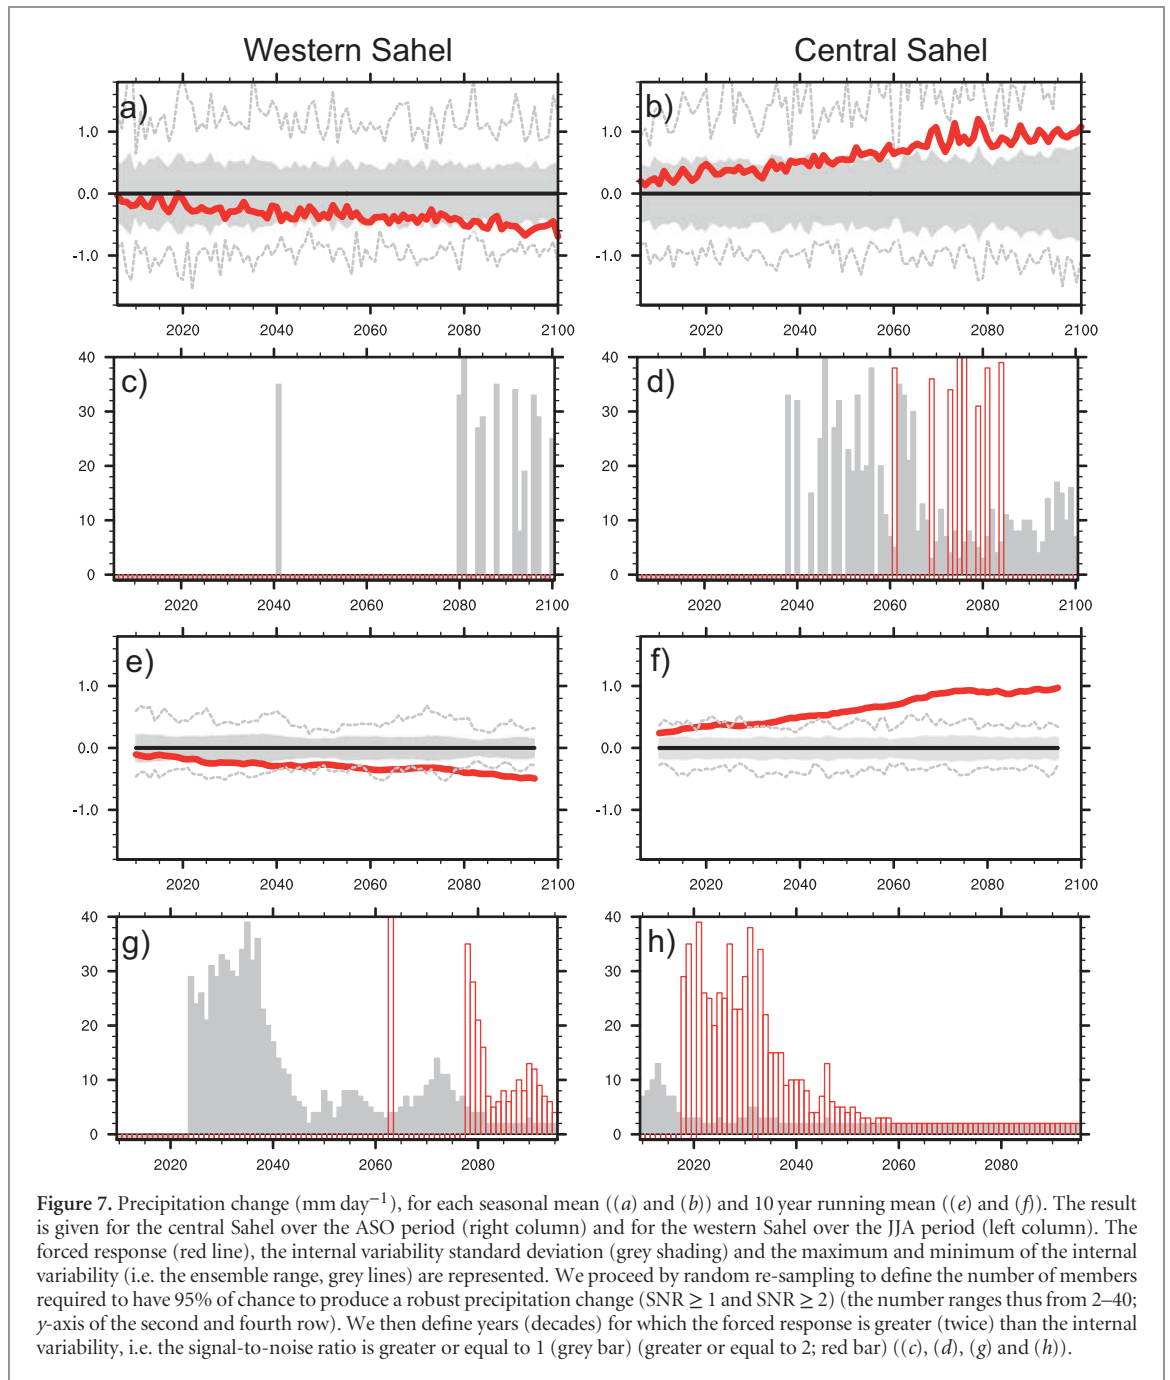 Western Sahel
Central Sahel
a)
b)
1.0
0.0
-1.0
1.0
0.0
-1.0
2020 2040 2060 2080 2100
2020 2040 2060 2080 2100
c)
d)
40
30
20
10
0
40
30
20
10
0
2020 2040 2060 2080 2100
2020 2040 2060 2080 2100
e)
f)
1.0
0.0
-1.0
1.0
0.0
-1.0
2020 2040 2060 2080 2100
2020 2040 2060 2080 2100
g)
h)
40
30
20
10
0
40
30
20
10
0
2020 2040 2060 2080
2020 2040 2060 2080
Figure 7. Precipitation change (mm day⁻¹), for each seasonal mean ((a) and (b)) and 10 year running mean ((e) and (f)). The result
is given for the central Sahel over the ASO period (right column) and for the western Sahel over the JJA period (left column). The
forced response (red line), the internal variability standard deviation (grey shading) and the maximum and minimum of the internal
variability (i.e. the ensemble range, grey lines) are represented. We proceed by random re-sampling to define the number of members
required to have 95% of chance to produce a robust precipitation change (SNR ≥ 1 and SNR ≥ 2) (the number ranges thus from 2–40;
y-axis of the second and fourth row). We then define years (decades) for which the forced response is greater (twice) than the internal
variability, i.e. the signal-to-noise ratio is greater or equal to 1 (grey bar) (greater or equal to 2; red bar) ((c), (d), (g) and (h)).